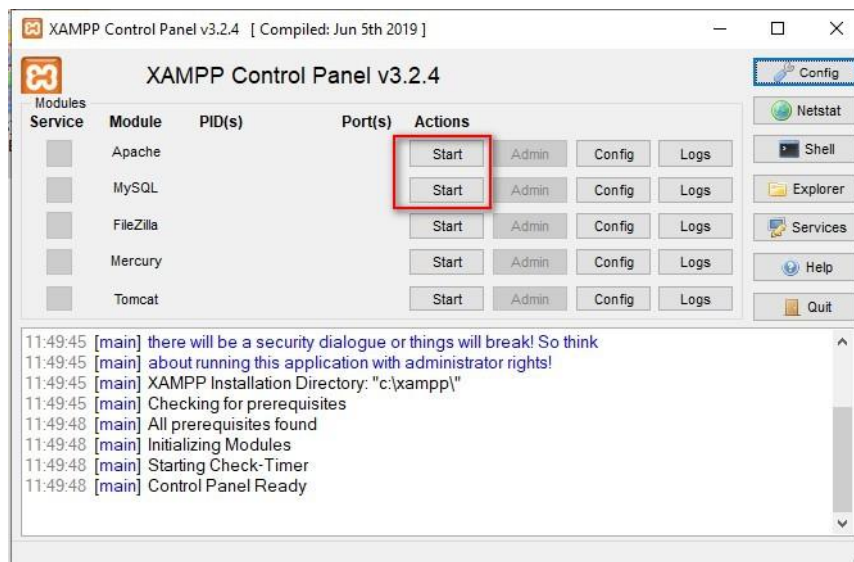 XAMPP Control Panel v3.2.4 [ Compiled: Jun 5th 2019 ]
XAMPP Control Panel v3.2.4
Config
Modules
Service Module PID(s) Port(s) Actions
Netstat
Apache Start Admin Config Logs
Shell
MySQL Start Admin Config Logs
Explorer
FileZilla Start Admin Config Logs
Services
Mercury Start Admin Config Logs
Help
Tomcat Start Admin Config Logs
Quit
11:49:45 [main] there will be a security dialogue or things will break! So think
11:49:45 [main] about running this application with administrator rights!
11:49:45 [main] XAMPP Installation Directory: "c:\xampp\"
11:49:45 [main] Checking for prerequisites
11:49:48 [main] All prerequisites found
11:49:48 [main] Initializing Modules
11:49:48 [main] Starting Check-Timer
11:49:48 [main] Control Panel Ready